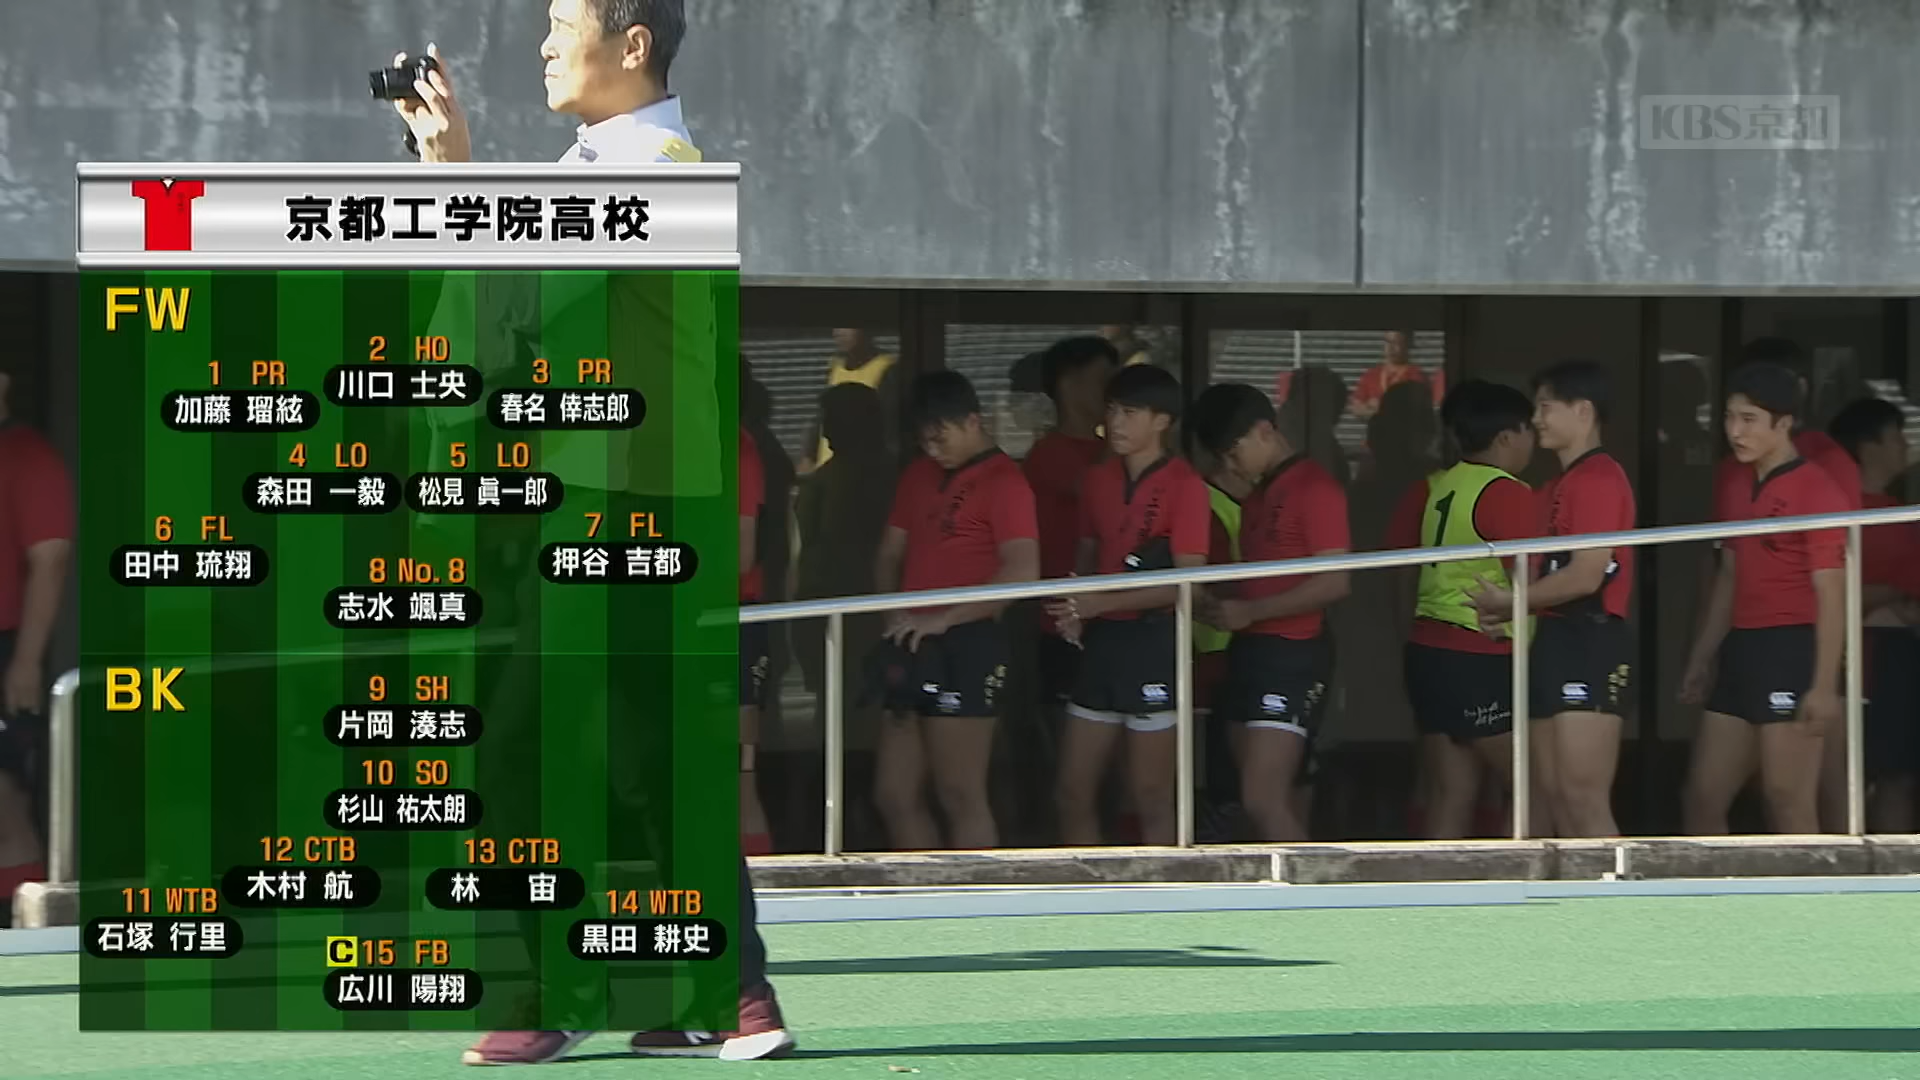 KBS京都
京都工学院高校
FW
2 HO
川口 士央
1 PR
加藤 瑠絃
3 PR
春名 倖志郎
4 LO
森田 一毅
5 LO
松見 眞一郎
6 FL
田中 琉翔
7 FL
押谷 吉都
8 No.8
志水 颯真
BK
9 SH
片岡 湊志
10 SO
杉山 祐太朗
12 CTB
木村 航
13 CTB
林 宙
11 WTB
石塚 行里
14 WTB
黒田 耕史
C 15 FB
広川 陽翔
1